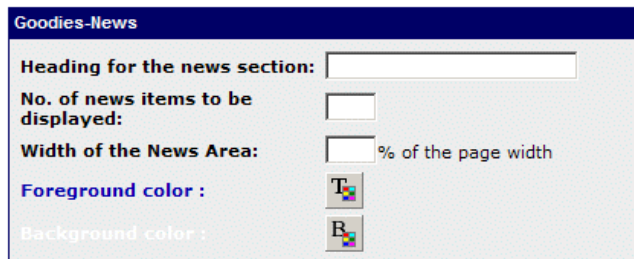 Goodies-News
Heading for the news section:
No. of news items to be
displayed:
Width of the News Area: % of the page width
Foreground color : T
Background color : B